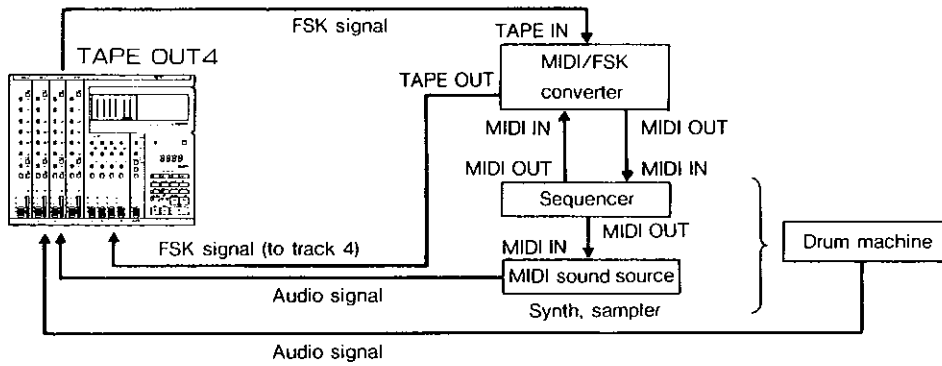 FSK signal
TAPE IN
TAPE OUT4
MIDI/FSK
converter
TAPE OUT
MIDI IN
MIDI OUT
MIDI OUT
MIDI IN
Sequencer
MIDI OUT
Drum machine
FSK signal (to track 4)
MIDI IN
MIDI sound source
Audio signal
Synth, sampler
Audio signal